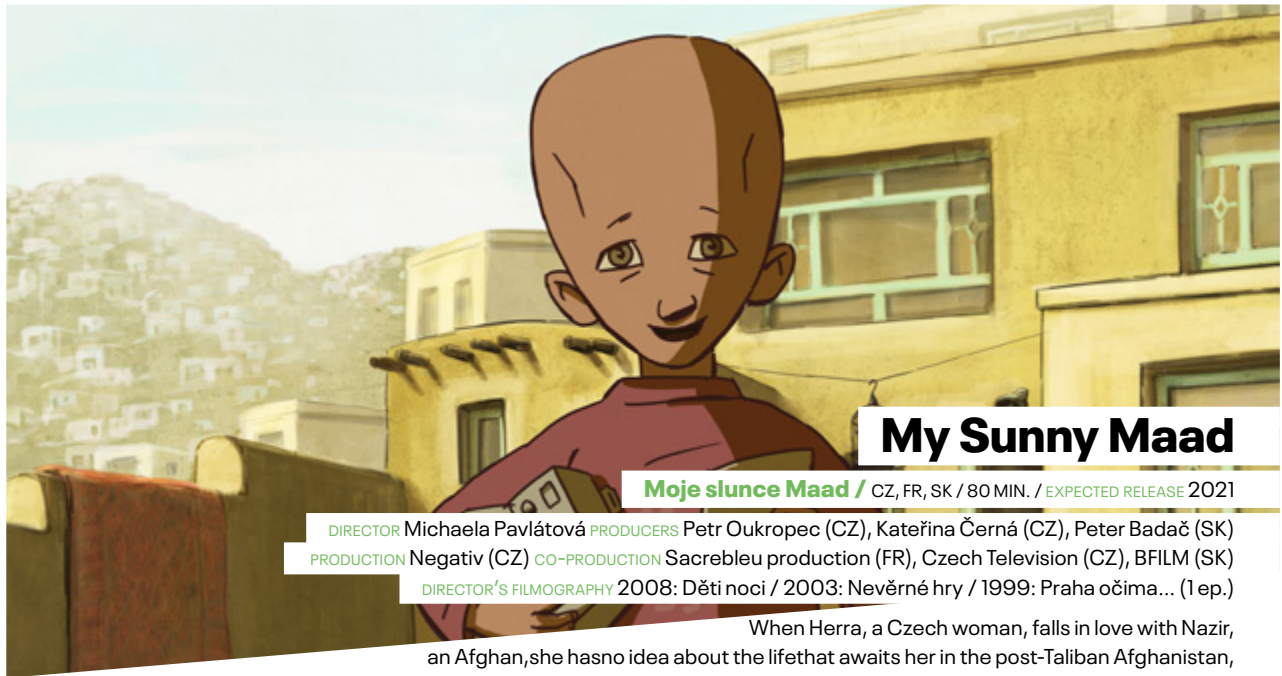 My Sunny Maad
Moje slunce Maad / CZ, FR, SK / 80 MIN. / EXPECTED RELEASE 2021
DIRECTOR Michaela Pavlátová PRODUCERS Petr Oukropec (CZ), Kateřina Černá (CZ), Peter Badač (SK)
PRODUCTION Negativ (CZ) CO-PRODUCTION Sacrebleu production (FR), Czech Television (CZ), BFILM (SK)
DIRECTOR'S FILMOGRAPHY 2008: Děti noci / 2003: Nevěrné hry / 1999: Praha očima... (1 ep.)
When Herra, a Czech woman, falls in love with Nazir,
an Afghan,she hasno idea about the lifethat awaits her in the post-Taliban Afghanistan,